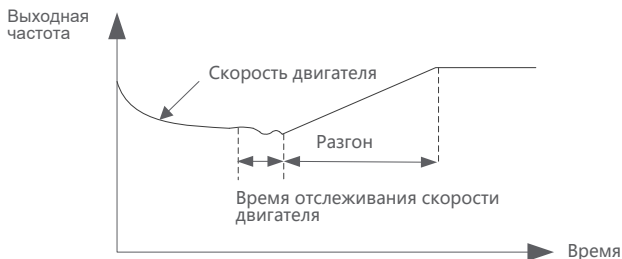 Выходная
частота
Скорость двигателя
Разгон
Время отслеживания скорости
двигателя
Время